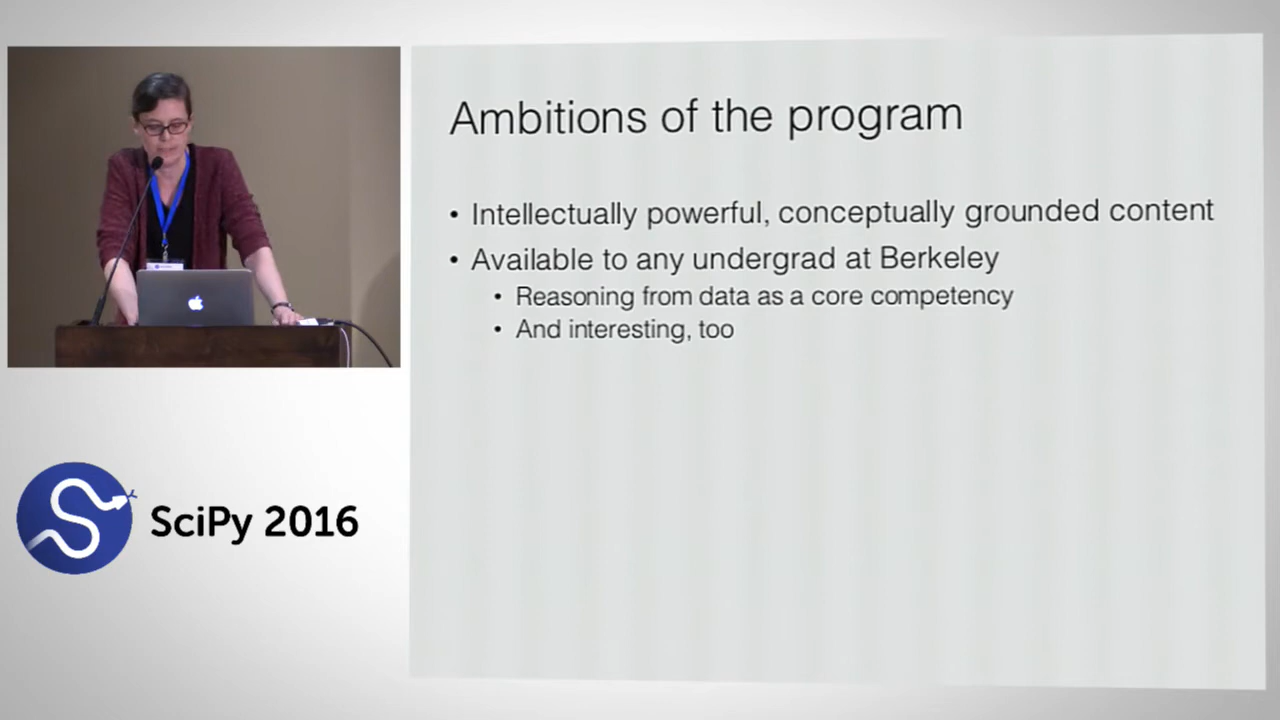 Ambitions of the program
• Intellectually powerful, conceptually grounded content
• Available to any undergrad at Berkeley
• Reasoning from data as a core competency
• And interesting, too
SciPy 2016